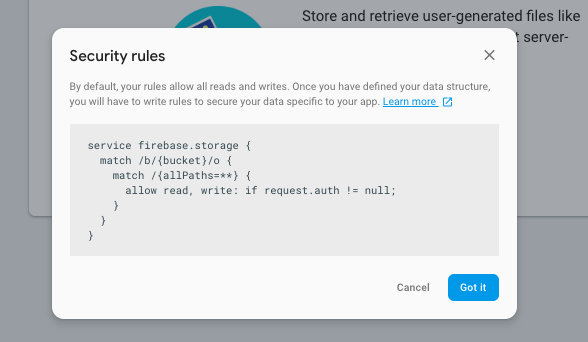 Store and retrieve user-generated files like
t server-
Security rules
By default, your rules allow all reads and writes. Once you have defined your data structure,
you will have to write rules to secure your data specific to your app. Learn more
service firebase.storage {
  match /b/{bucket}/o {
    match /{allPaths=**} {
      allow read, write: if request.auth != null;
    }
  }
}
Cancel
Got it